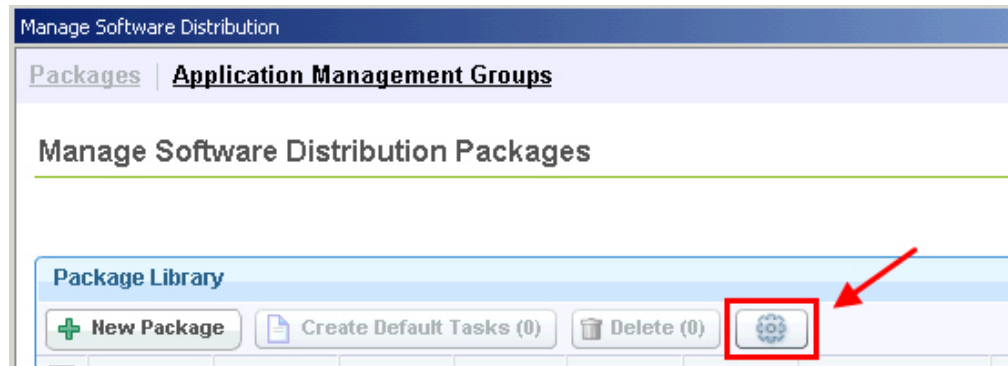 Manage Software Distribution
Packages | Application Management Groups
Manage Software Distribution Packages
Package Library
New Package Create Default Tasks (0) Delete (0)